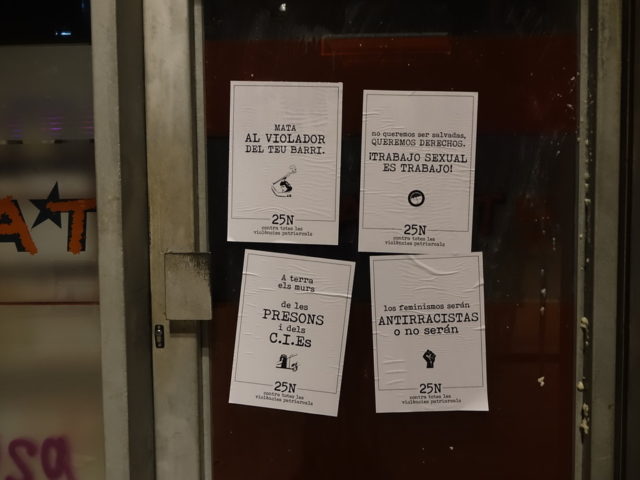 MATA
AL VIOLADOR
DEL TEU BARRI.
25N
contra totes les
violències patriarcals
no queremos ser salvadas,
QUEREMOS DERECHOS.
¡TRABAJO SEXUAL
ES TRABAJO!
25N
contra totes les
violències patriarcals
A terra
els murs
de les
PRESONS
i dels
C.I.Es
25N
contra totes les
violències patriarcals
los feminismos serán
ANTIRRACISTAS
o no serán
25N
contra totes les
violències patriarcals